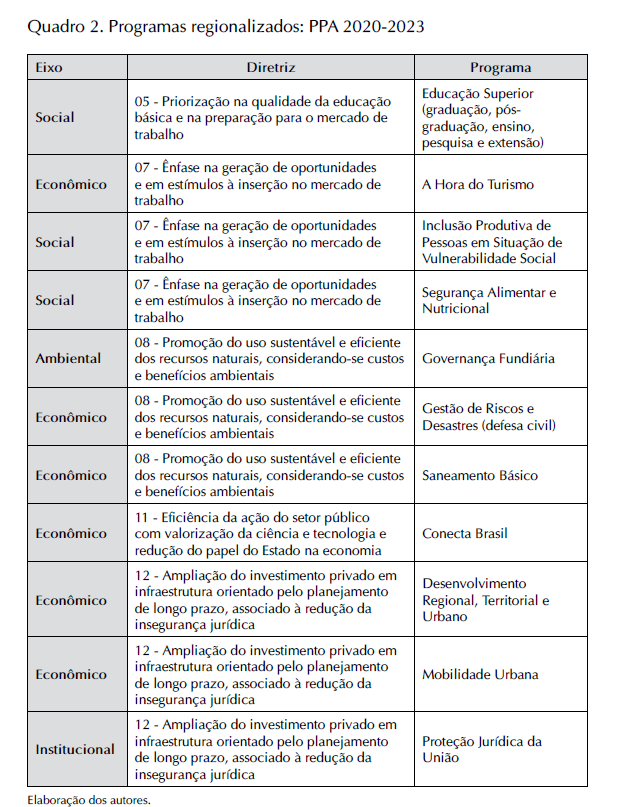 Quadro 2. Programas regionalizados: PPA 2020-2023
Eixo
Diretriz
Programa
Social
05 - Priorização na qualidade da educação
básica e na preparação para o mercado de
trabalho
Educação Superior
(graduação, pós-
graduação, ensino,
pesquisa e extensão)
Econômico
07 - Ênfase na geração de oportunidades
e em estímulos à inserção no mercado de
trabalho
A Hora do Turismo
Social
07 - Ênfase na geração de oportunidades
e em estímulos à inserção no mercado de
trabalho
Inclusão Produtiva de
Pessoas em Situação de
Vulnerabilidade Social
Social
07 - Ênfase na geração de oportunidades
e em estímulos à inserção no mercado de
trabalho
Segurança Alimentar e
Nutricional
Ambiental
08 - Promoção do uso sustentável e eficiente
dos recursos naturais, considerando-se custos
e benefícios ambientais
Governança Fundiária
Econômico
08 - Promoção do uso sustentável e eficiente
dos recursos naturais, considerando-se custos
e benefícios ambientais
Gestão de Riscos e
Desastres (defesa civil)
Econômico
08 - Promoção do uso sustentável e eficiente
dos recursos naturais, considerando-se custos
e benefícios ambientais
Saneamento Básico
Econômico
11 - Eficiência da ação do setor público
com valorização da ciência e tecnologia e
redução do papel do Estado na economia
Conecta Brasil
Econômico
12 - Ampliação do investimento privado em
infraestrutura orientado pelo planejamento
de longo prazo, associado à redução da
insegurança jurídica
Desenvolvimento
Regional, Territorial e
Urbano
Econômico
12 - Ampliação do investimento privado em
infraestrutura orientado pelo planejamento
de longo prazo, associado à redução da
insegurança jurídica
Mobilidade Urbana
Institucional
12 - Ampliação do investimento privado em
infraestrutura orientado pelo planejamento
de longo prazo, associado à redução da
insegurança jurídica
Proteção Jurídica da
União
Elaboração dos autores.